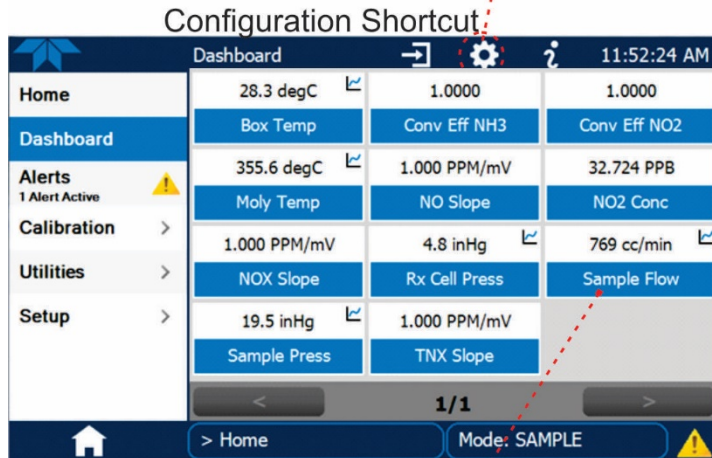 Configuration Shortcut
Dashboard 11:52:24 AM
Home
Dashboard
Alerts
1 Alert Active
Calibration >
Utilities >
Setup >
28.3 degC 1.0000 1.0000
Box Temp Conv Eff NH3 Conv Eff NO2
355.6 degC 1.000 PPM/mV 32.724 PPB
Moly Temp NO Slope NO2 Conc
1.000 PPM/mV 4.8 inHg 769 cc/min
NOX Slope Rx Cell Press Sample Flow
19.5 inHg 1.000 PPM/mV
Sample Press TNX Slope
< 1/1 >
> Home Mode: SAMPLE